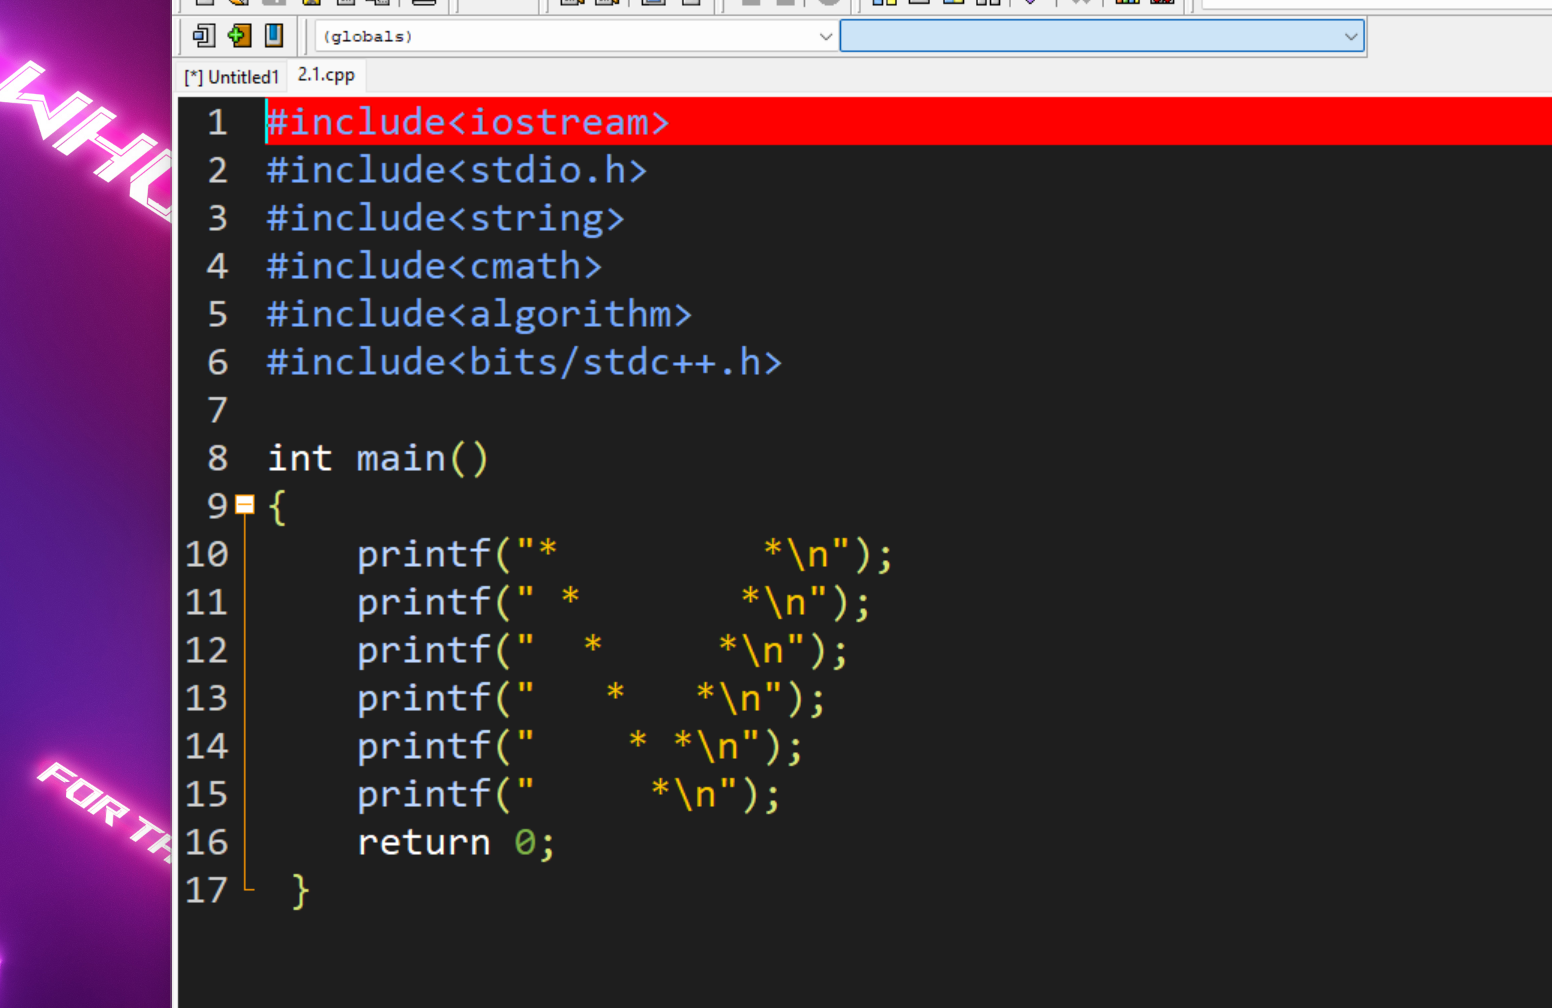 (globals)
[*] Untitled1 2.1.cpp
1 #include<iostream>
2 #include<stdio.h>
3 #include<string>
4 #include<cmath>
5 #include<algorithm>
6 #include<bits/stdc++.h>
7
8 int main()
9 {
10     printf("*         *\n");
11     printf(" *       *\n");
12     printf("  *     *\n");
13     printf("   *   *\n");
14     printf("    * *\n");
15     printf("     *\n");
16     return 0;
17  }
FOR